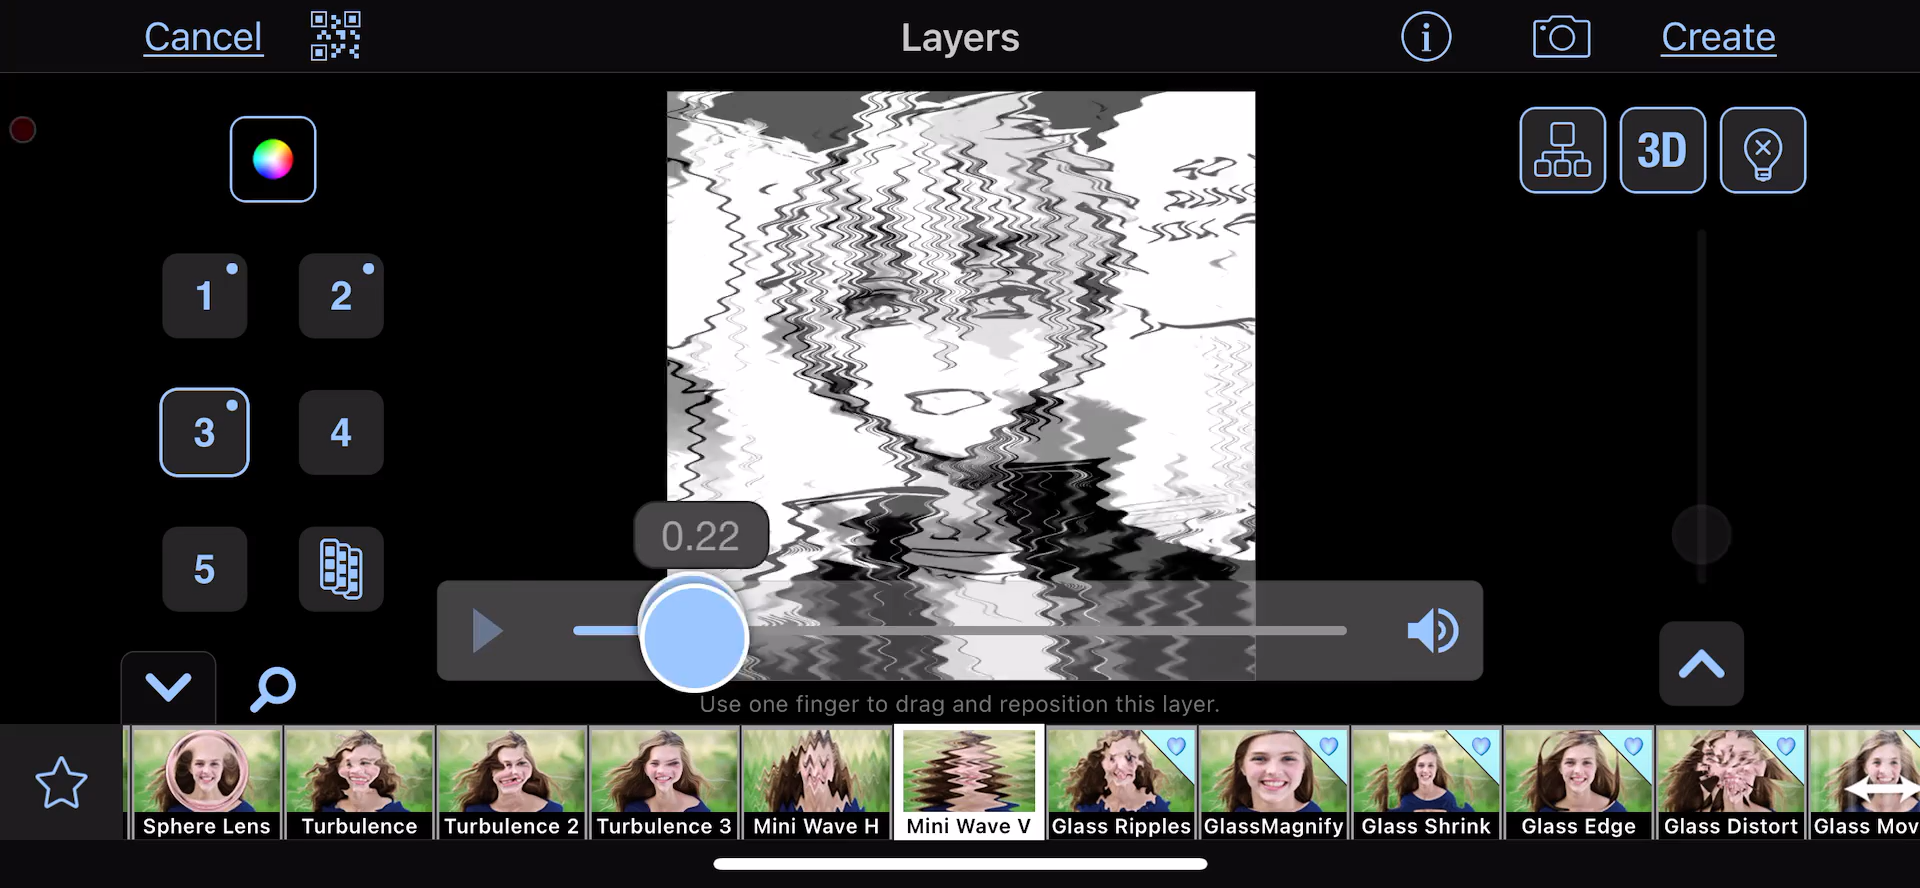 Cancel
Layers
Create
3D
1
2
3
4
5
0.22
Use one finger to drag and reposition this layer.
Sphere Lens
Turbulence
Turbulence 2
Turbulence 3
Mini Wave H
Mini Wave V
Glass Ripples
GlassMagnify
Glass Shrink
Glass Edge
Glass Distort
Glass Mov